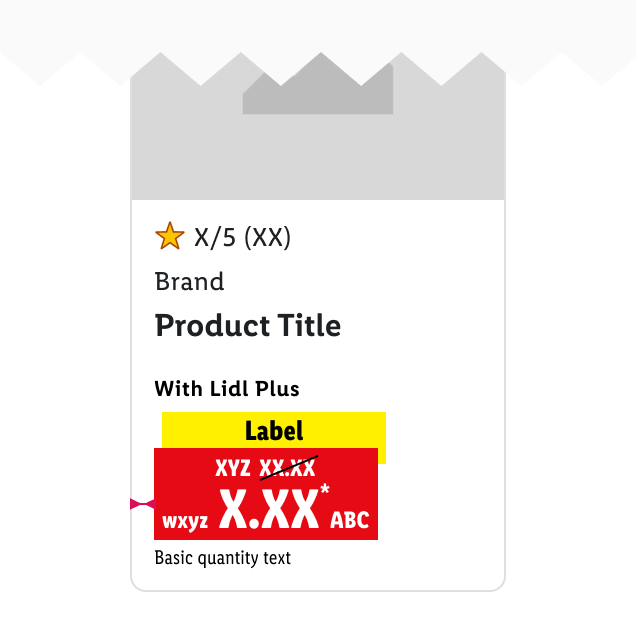 X/5 (XX)
Brand
Product Title
With Lidl Plus
Label
XYZ XX.XX
wxyz X.XX* ABC
Basic quantity text